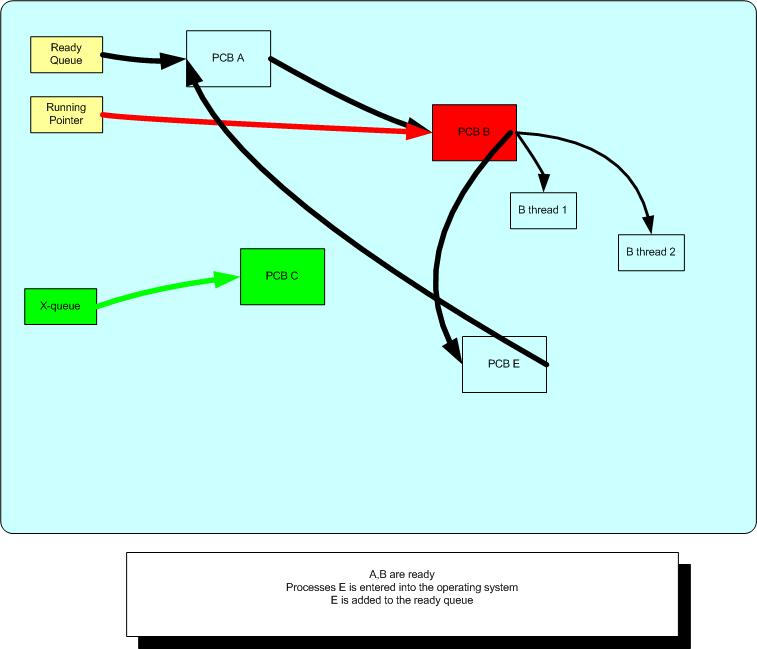 Ready
Queue
PCB A
Running
Pointer
PCB B
B thread 1
B thread 2
PCB C
X-queue
PCB E
A,B are ready
Processes E is entered into the operating system
E is added to the ready queue